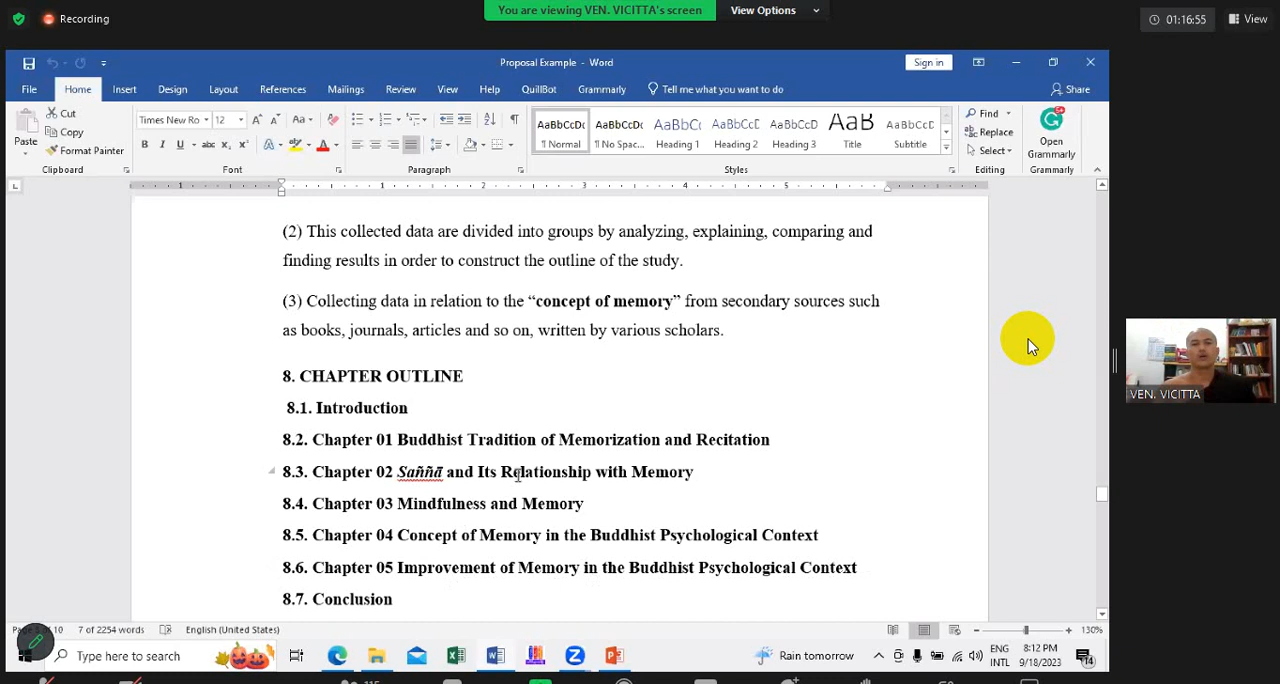 Recording
You are viewing VEN. VICITTA's screen
View Options
01:16:55
View
Proposal Example - Word
Sign in
File Home Insert Design Layout References Mailings Review View Help QuillBot Grammarly Tell me what you want to do
Share
Paste
Cut
Copy
Format Painter
Clipboard
Times New Ro 12
Font
Paragraph
AaBbCcDc AaBbCcDc AaBbC AaBbCcC AaBbCcD AaB AaBbCcD
¶ Normal ¶ No Spac... Heading 1 Heading 2 Heading 3 Title Subtitle
Styles
Find
Replace
Select
Editing
Open
Grammarly
Grammarly
(2) This collected data are divided into groups by analyzing, explaining, comparing and
finding results in order to construct the outline of the study.
(3) Collecting data in relation to the “concept of memory” from secondary sources such
as books, journals, articles and so on, written by various scholars.
8. CHAPTER OUTLINE
8.1. Introduction
8.2. Chapter 01 Buddhist Tradition of Memorization and Recitation
8.3. Chapter 02 Saññā and Its Relationship with Memory
8.4. Chapter 03 Mindfulness and Memory
8.5. Chapter 04 Concept of Memory in the Buddhist Psychological Context
8.6. Chapter 05 Improvement of Memory in the Buddhist Psychological Context
8.7. Conclusion
VEN. VICITTA
10 7 of 2254 words English (United States)
130%
Type here to search
Rain tomorrow
ENG
INTL
8:12 PM
9/18/2023
14